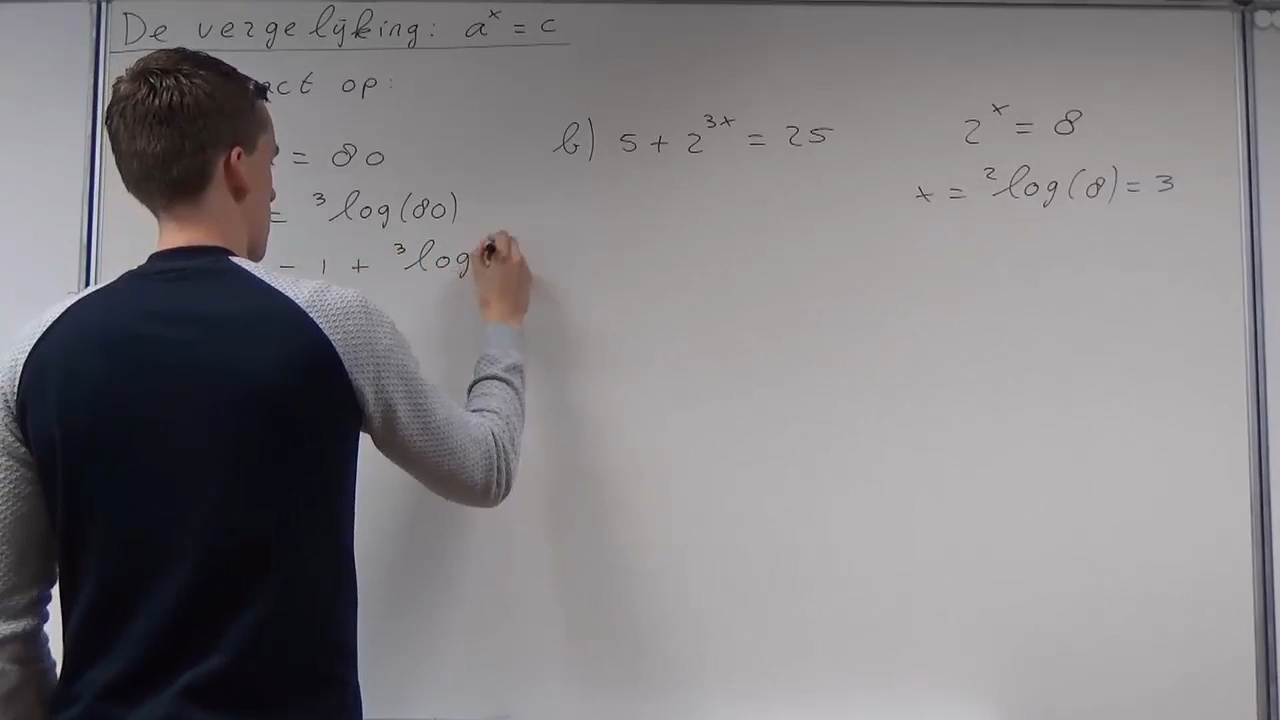 De vergelijking: a^x = c
act op:
= 80
= ³log(80)
- 1 + ³log
b) 5 + 2^{3x} = 25
2^x = 8
x = ²log(8) = 3